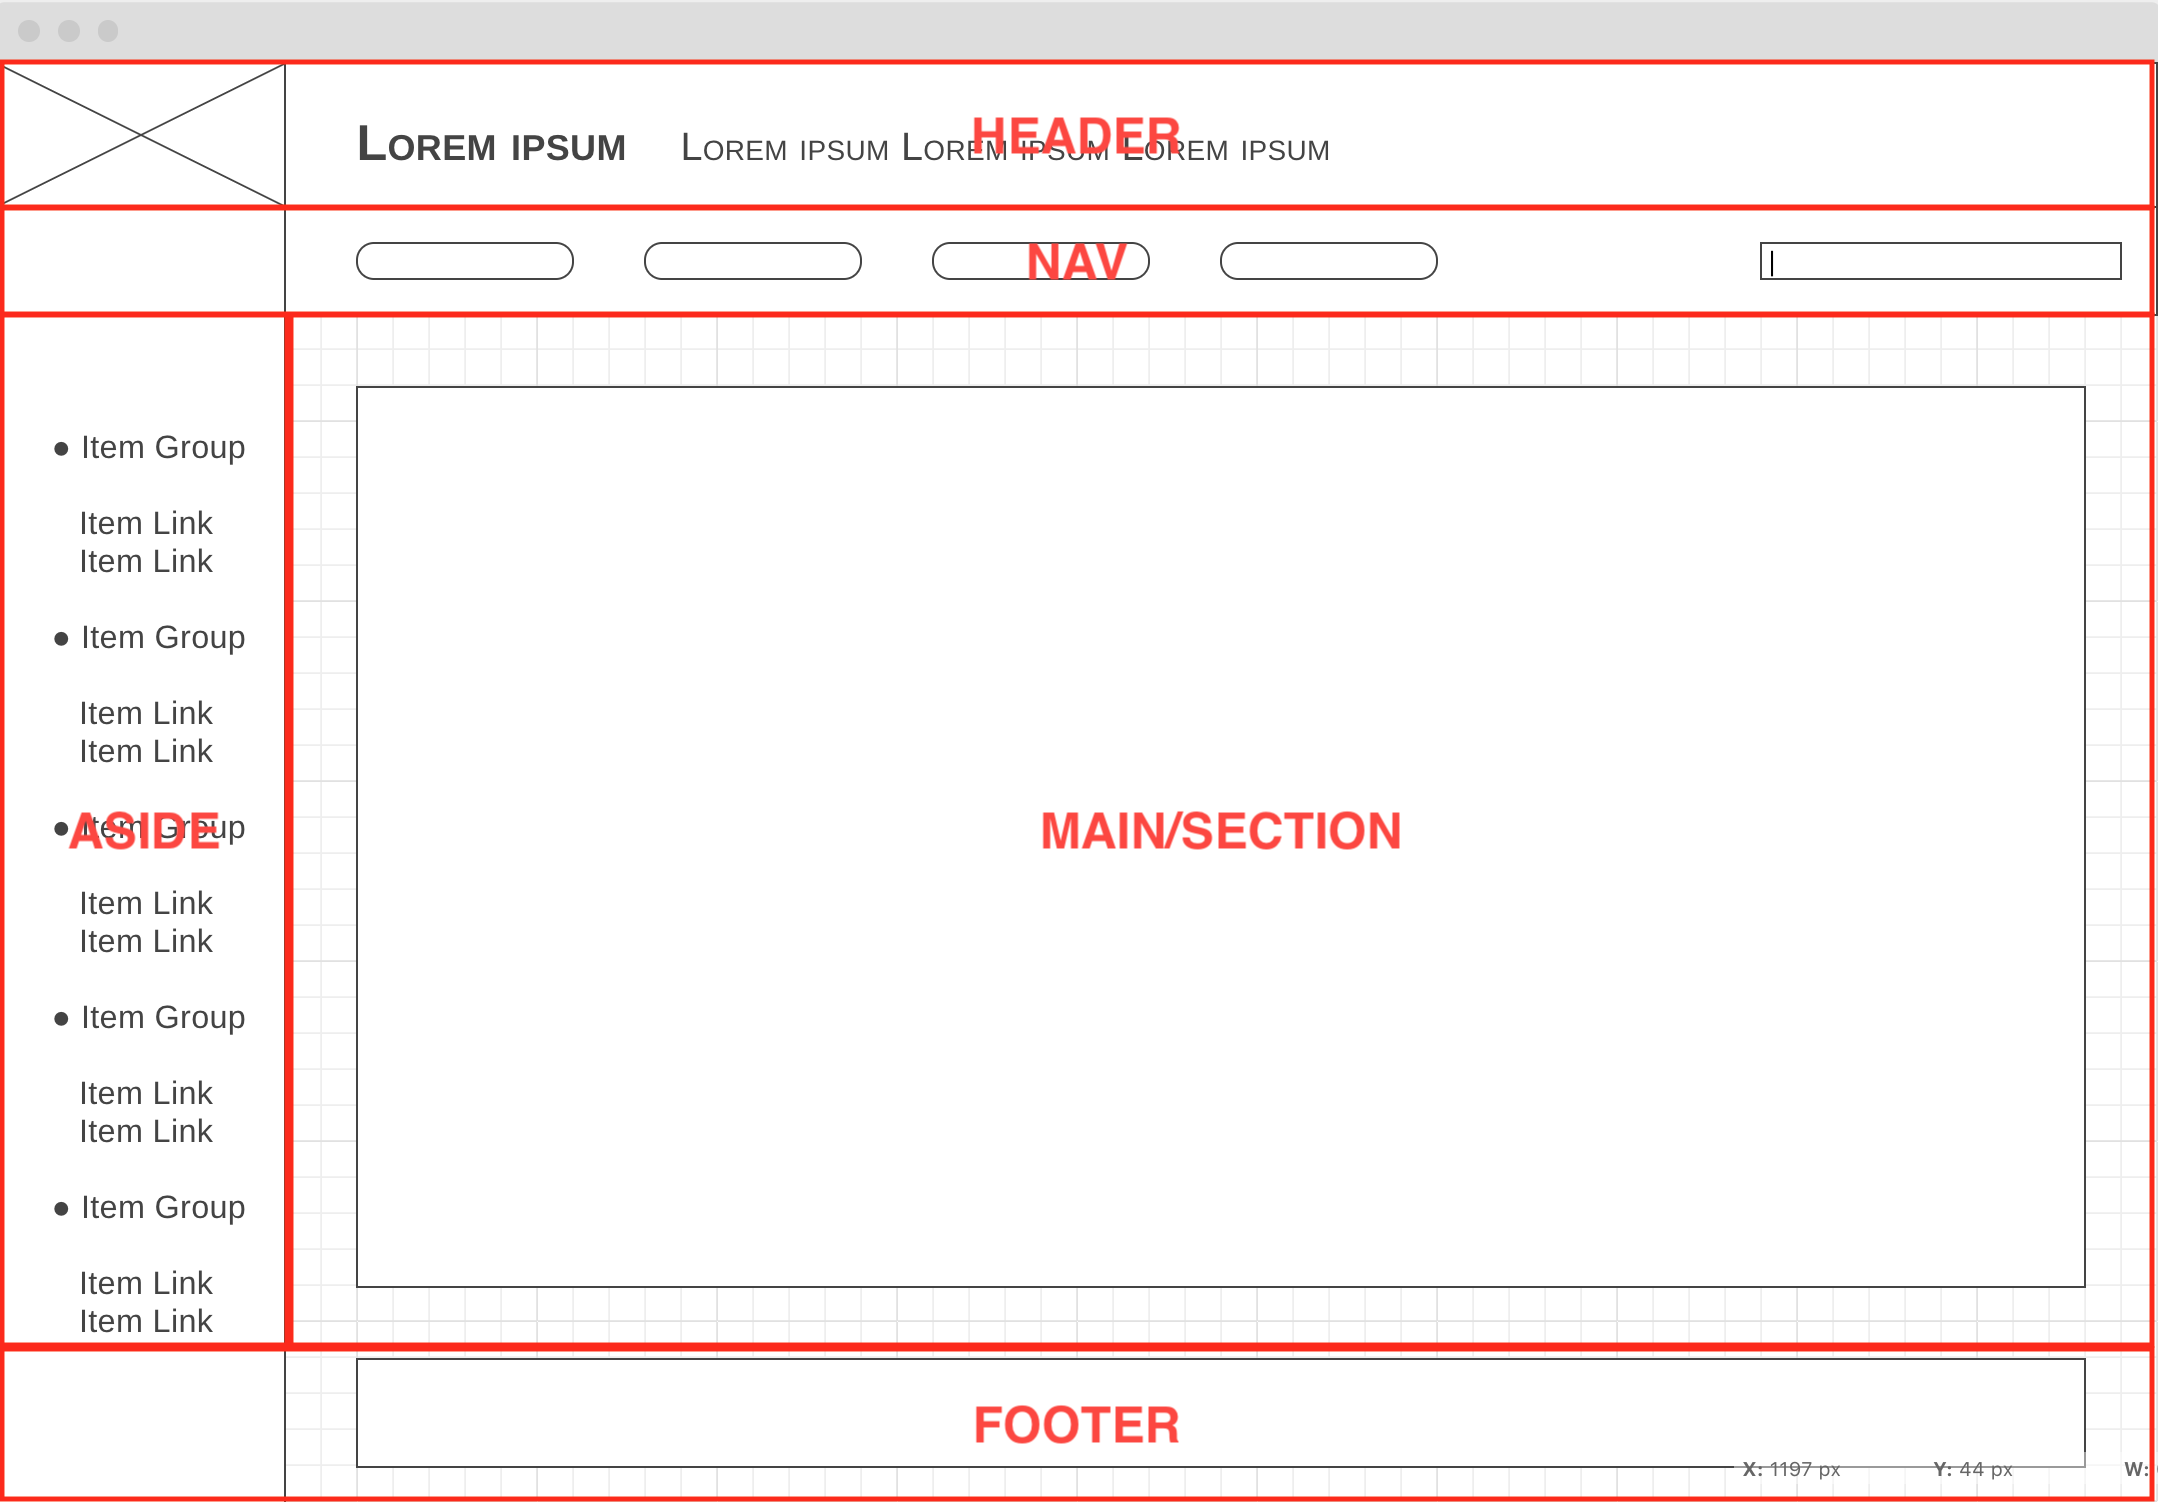 Lorem ipsum Lorem ipsum Lorem ipsum Lorem ipsum
HEADER
NAV
• Item Group
Item Link
Item Link
• Item Group
Item Link
Item Link
• Item Group
ASIDE
MAIN/SECTION
Item Link
Item Link
• Item Group
Item Link
Item Link
• Item Group
Item Link
Item Link
FOOTER
X: 1197 px Y: 44 px W: